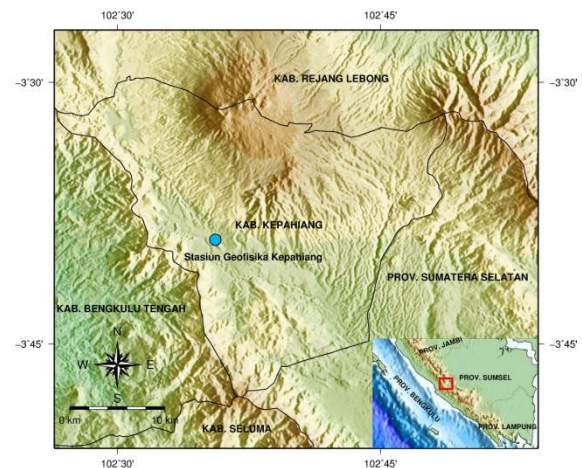 102˚30' 102˚45'
-3˚30' -3˚30'
KAB. REJANG LEBONG
KAB. KEPAHIANG
Stasiun Geofisika Kepahiang
PROV. SUMATERA SELATAN
KAB. BENGKULU TENGAH
N
W E
S
-3˚45' -3˚45'
0 km 10 km
KAB. SELUMA
PROV. JAMBI
PROV. SUMSEL
PROV. BENGKULU
PROV. LAMPUNG
102˚30' 102˚45'